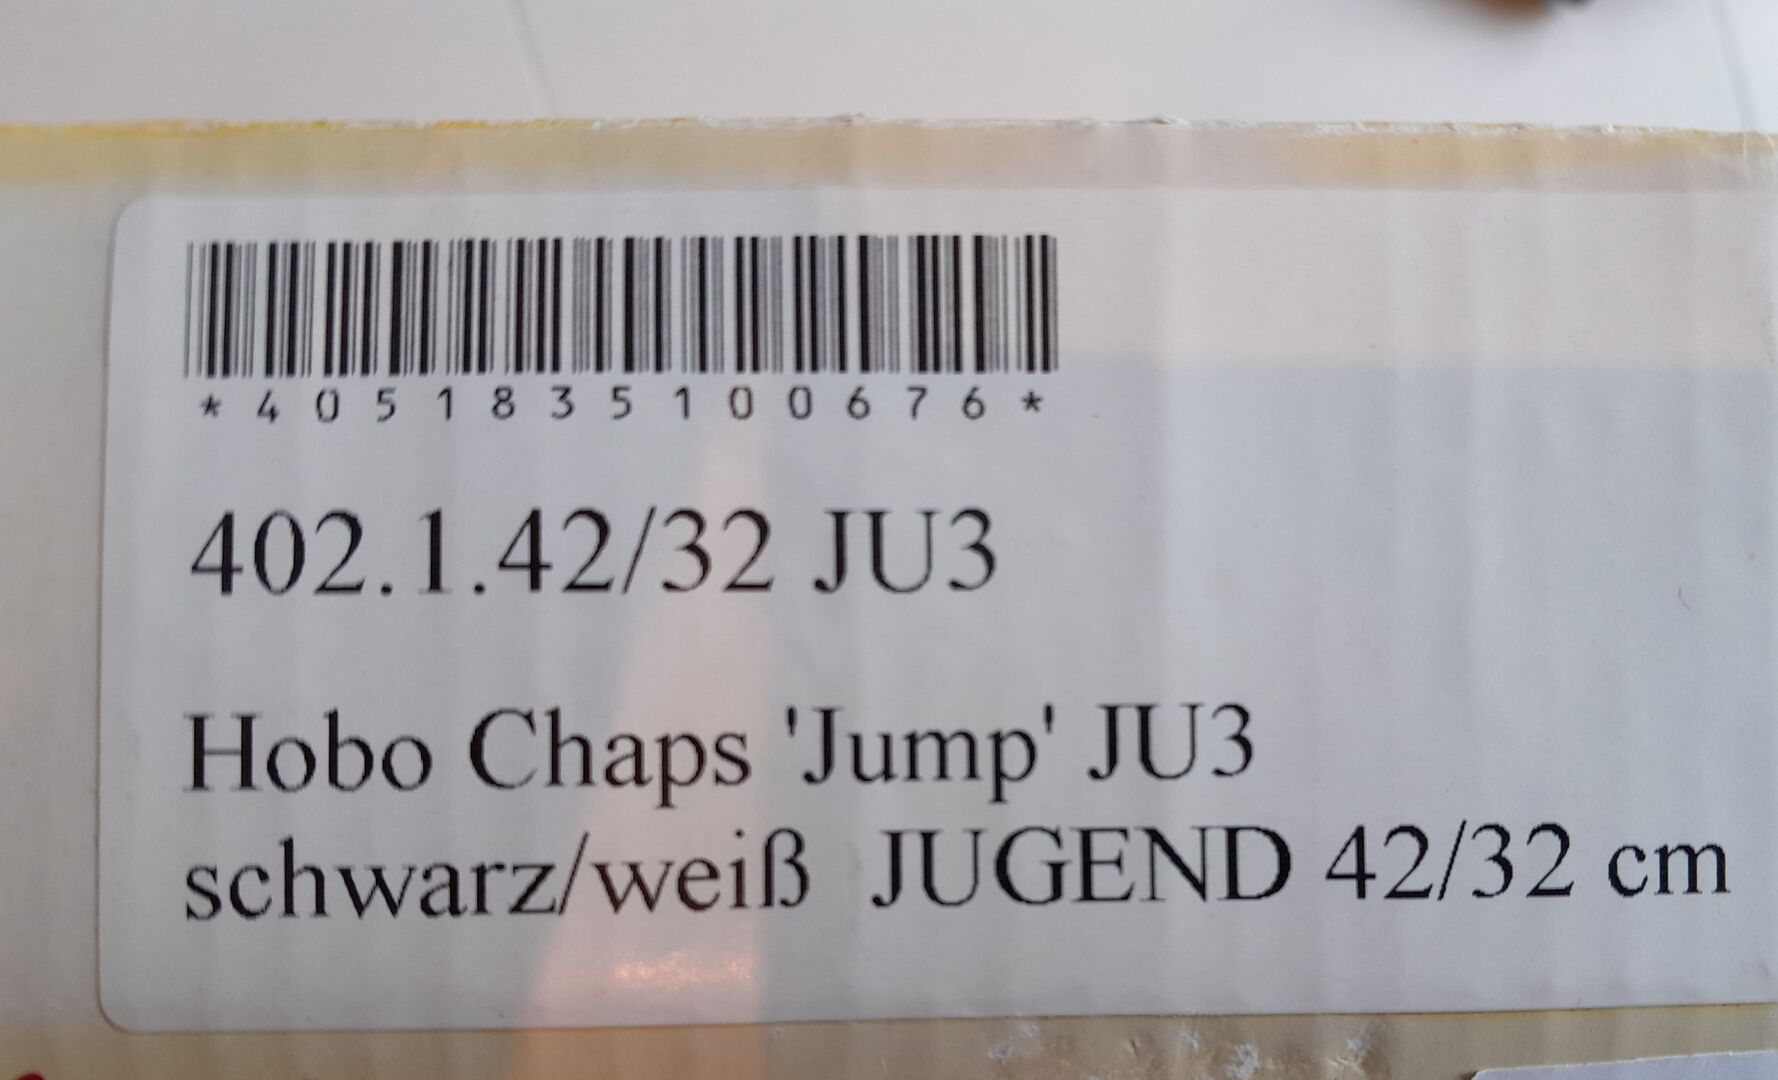 *4051835100676*
402.1.42/32 JU3
Hobo Chaps 'Jump' JU3
schwarz/weiß JUGEND 42/32 cm